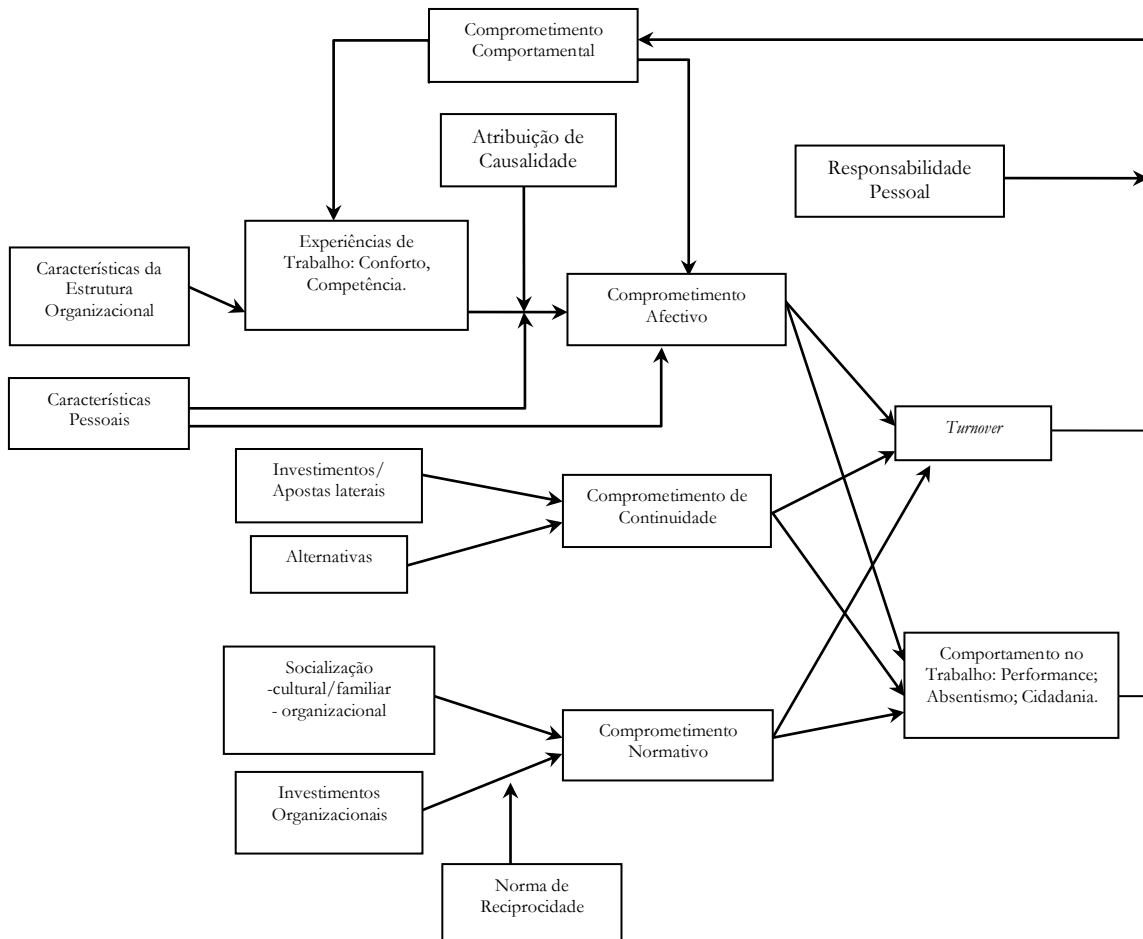 Comprometimento
Comportamental
Atribuição de
Causalidade
Responsabilidade
Pessoal
Experiências de
Trabalho: Conforto,
Competência.
Características da
Estrutura
Organizacional
Comprometimento
Afectivo
Características
Pessoais
Turnover
Investimentos/
Apostas laterais
Comprometimento de
Continuidade
Alternativas
Socialização
-cultural/familiar
- organizacional
Comportamento no
Trabalho: Performance;
Absentismo; Cidadania.
Comprometimento
Normativo
Investimentos
Organizacionais
Norma de
Reciprocidade